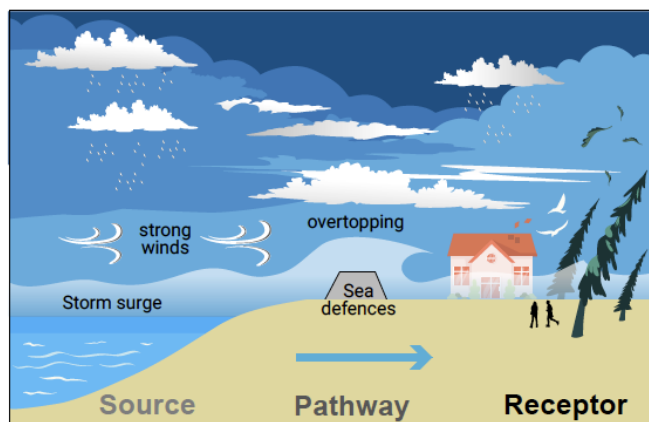 strong
winds
overtopping
Storm surge
Sea
defences
Source
Pathway
Receptor